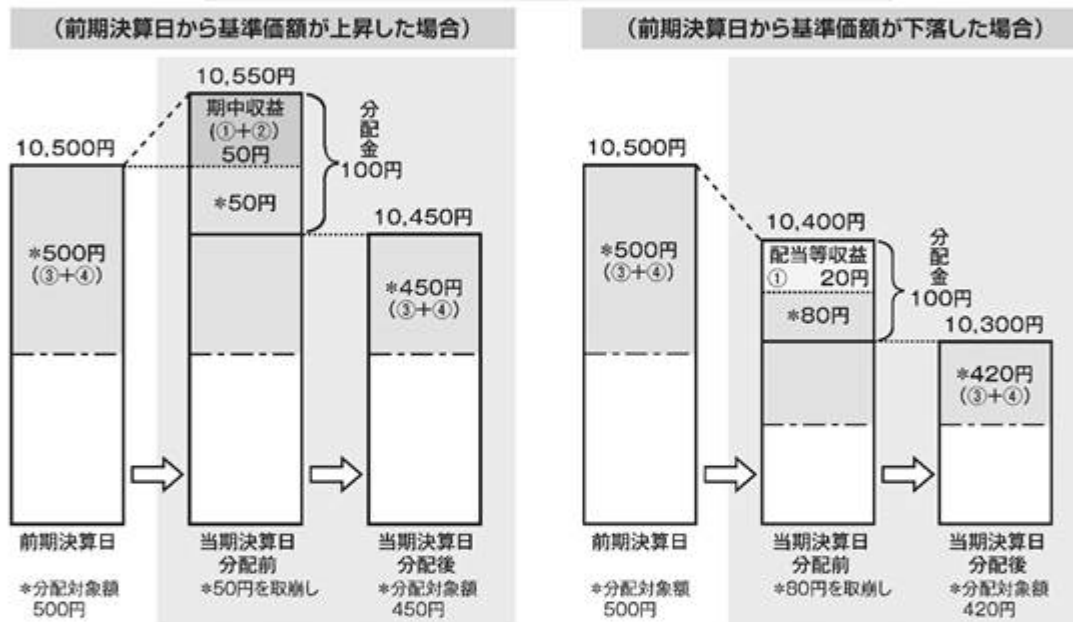 (前期決算日から基準価額が上昇した場合)
10,550円
期中収益
(①+②)
50円
*50円
分配金
100円
10,500円
*500円
(③+④)
10,450円
*450円
(③+④)
前期決算日
当期決算日
分配前
当期決算日
分配後
*分配対象額
500円
*50円を取崩し
*分配対象額
450円
(前期決算日から基準価額が下落した場合)
10,500円
*500円
(③+④)
10,400円
配当等収益
① 20円
*80円
分配金
100円
10,300円
*420円
(③+④)
前期決算日
当期決算日
分配前
当期決算日
分配後
*分配対象額
500円
*80円を取崩し
*分配対象額
420円